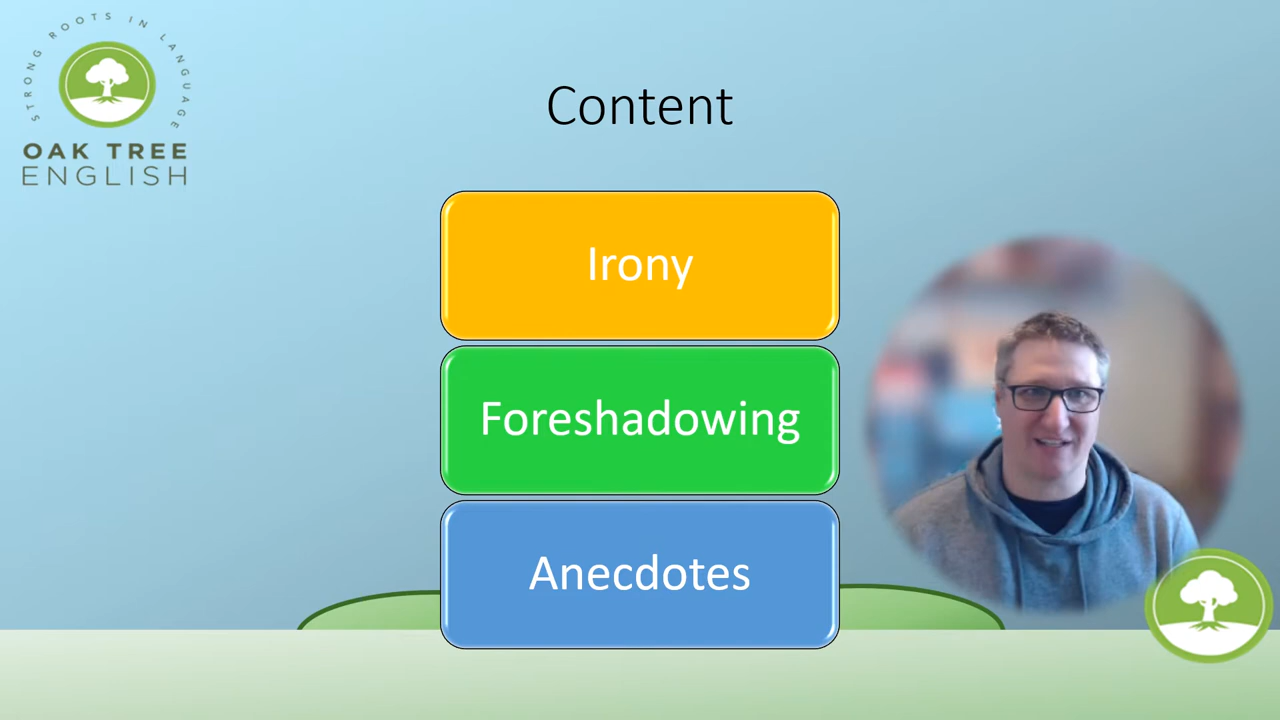 STRONG ROOTS IN LANGUAGE
OAK TREE
ENGLISH
Content
Irony
Foreshadowing
Anecdotes